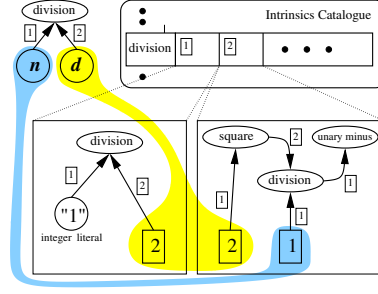 division
1
2
n
d
Intrinsics Catalogue
division
1
2
division
1
2
"1"
integer literal
2
square
unary minus
2
division
1
1
1
2
1